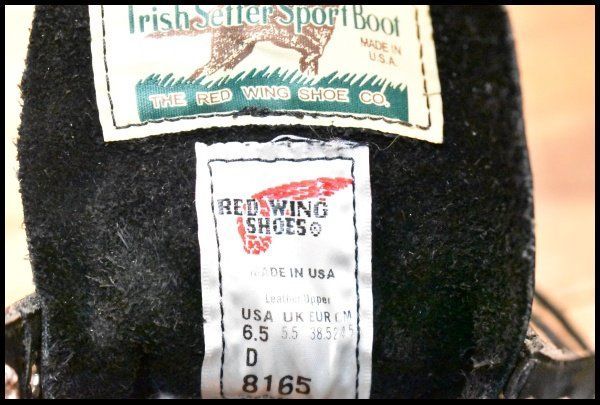 Irish Setter Sport Boot
MADE IN
U.S.A.
THE RED WING SHOE CO.
RED WING
SHOES®
MADE IN USA
Leather Upper
USA UK EUR CM
6.5 5.5 38.5 24.5
D
8165